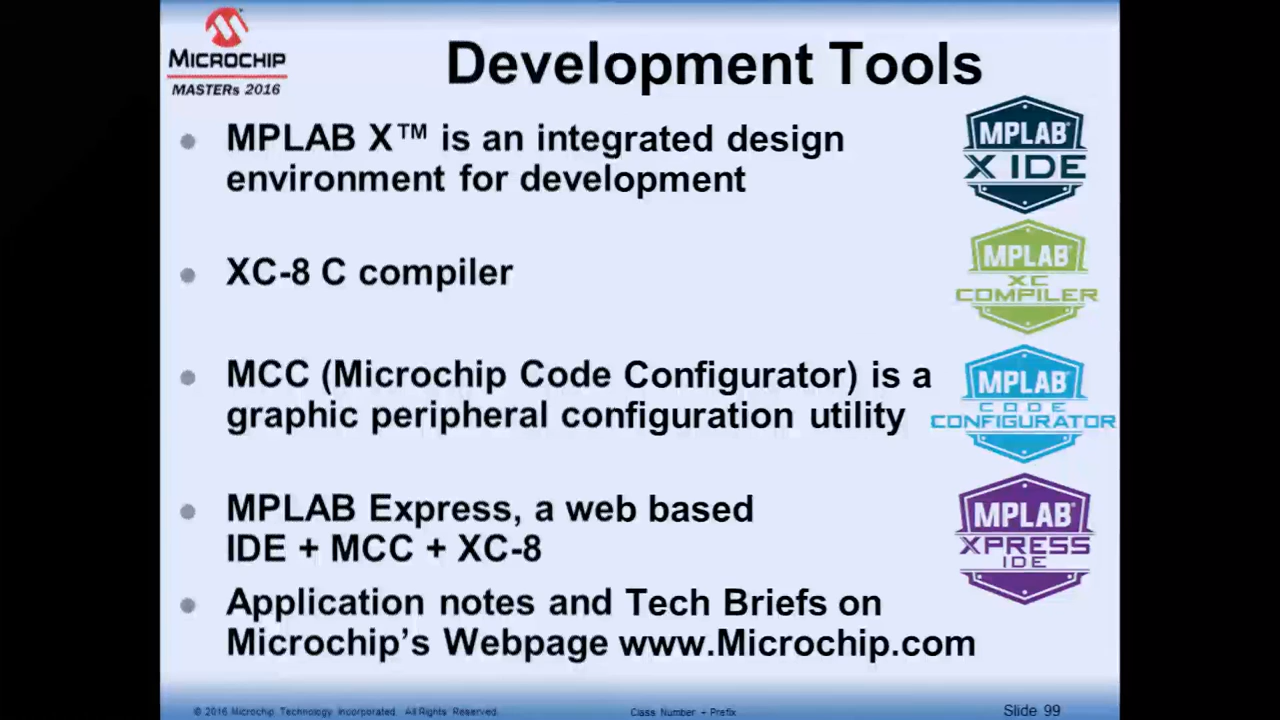 MICROCHIP
MASTERs 2016
Development Tools
MPLAB X™ is an integrated design
environment for development
MPLAB®
X IDE
XC-8 C compiler
MPLAB®
XC
COMPILER
MCC (Microchip Code Configurator) is a
graphic peripheral configuration utility
MPLAB®
CODE
CONFIGURATOR
MPLAB Express, a web based
IDE + MCC + XC-8
MPLAB®
XPRESS
IDE
Application notes and Tech Briefs on
Microchip's Webpage www.Microchip.com
© 2016 Microchip Technology Incorporated. All Rights Reserved.
Class Number + Prefix
Slide 99